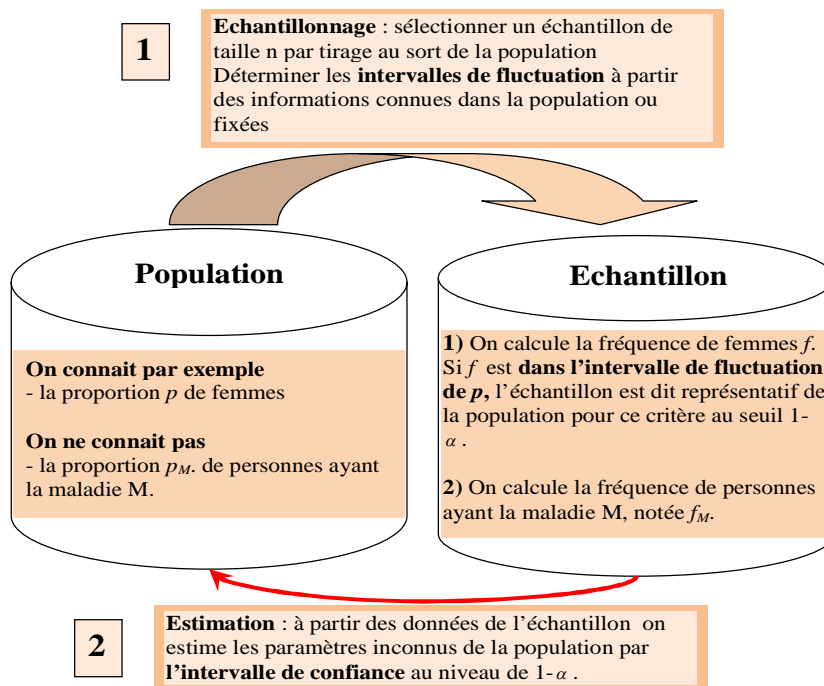 1
Echantillonnage : sélectionner un échantillon de
taille n par tirage au sort de la population
Déterminer les intervalles de fluctuation à partir
des informations connues dans la population ou
fixées
Population
On connait par exemple
- la proportion p de femmes
On ne connait pas
- la proportion pM. de personnes ayant
la maladie M.
Echantillon
1) On calcule la fréquence de femmes f.
Si f est dans l’intervalle de fluctuation
de p, l’échantillon est dit représentatif de
la population pour ce critère au seuil 1-
α .
2) On calcule la fréquence de personnes
ayant la maladie M, notée fM.
2
Estimation : à partir des données de l’échantillon on
estime les paramètres inconnus de la population par
l’intervalle de confiance au niveau de 1-α .